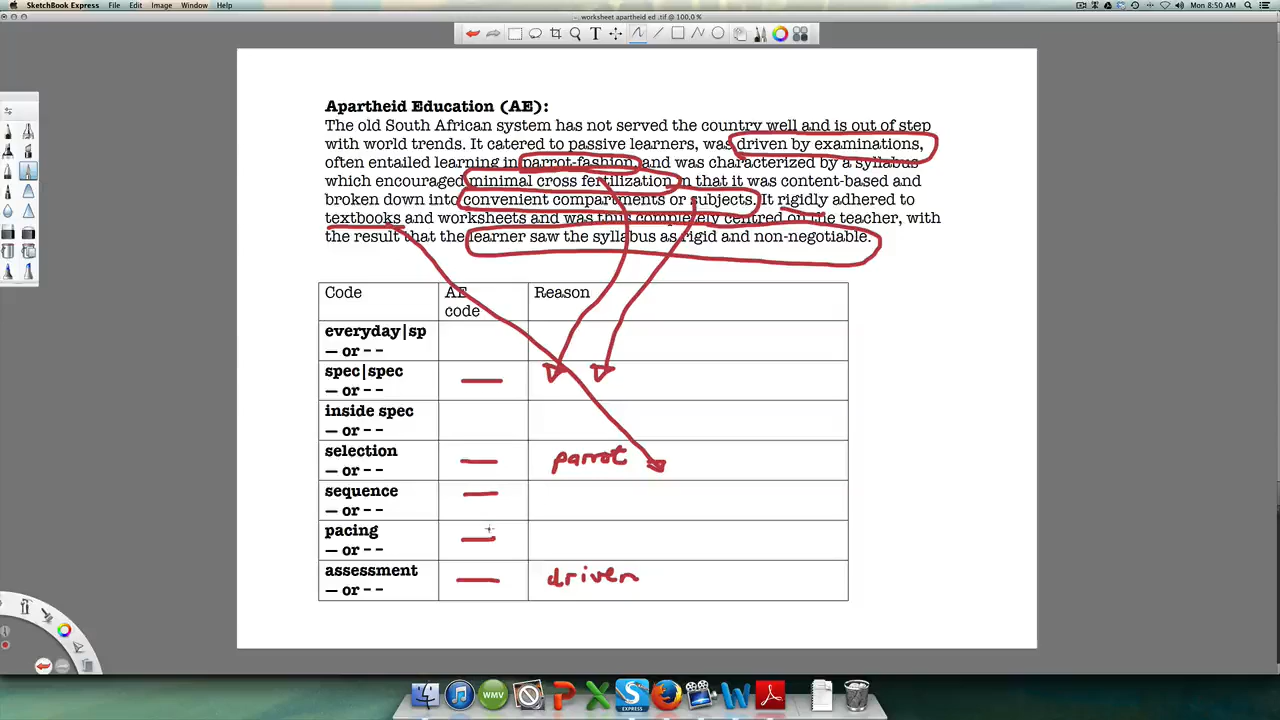 SketchBook Express File Edit Image Window Help Mon 8:50 AM
worksheet apartheid ed .tif @ 100,0 %
Apartheid Education (AE):
The old South African system has not served the country well and is out of step
with world trends. It catered to passive learners, was driven by examinations,
often entailed learning in parrot-fashion, and was characterized by a syllabus
which encouraged minimal cross fertilization in that it was content-based and
broken down into convenient compartments or subjects. It rigidly adhered to
textbooks and worksheets and was thus completely centred on the teacher, with
the result that the learner saw the syllabus as rigid and non-negotiable.
Code AE Reason
code
everyday|sp
— or - -
spec|spec
— or - -
inside spec
— or - -
selection parrot
— or - -
sequence
— or - -
pacing
— or - -
assessment driven
— or - -
WMV
EXPRESS